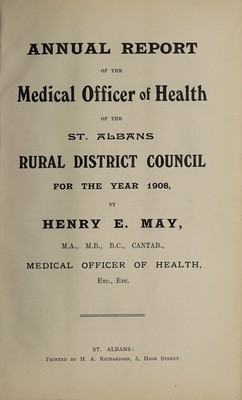 ANNUAL REPORT
OF THE
Medical Officer of Health
OF THE
ST. ALBANS
RURAL DISTRICT COUNCIL
FOR THE YEAR 1908,
BY
HENRY E. MAY,
M.A., M.B., B.C., CANTAB.,
MEDICAL OFFICER OF HEALTH,
Etc., Etc.
ST. ALBANS:
Printed by H. A. Richardson, 5, High Street.